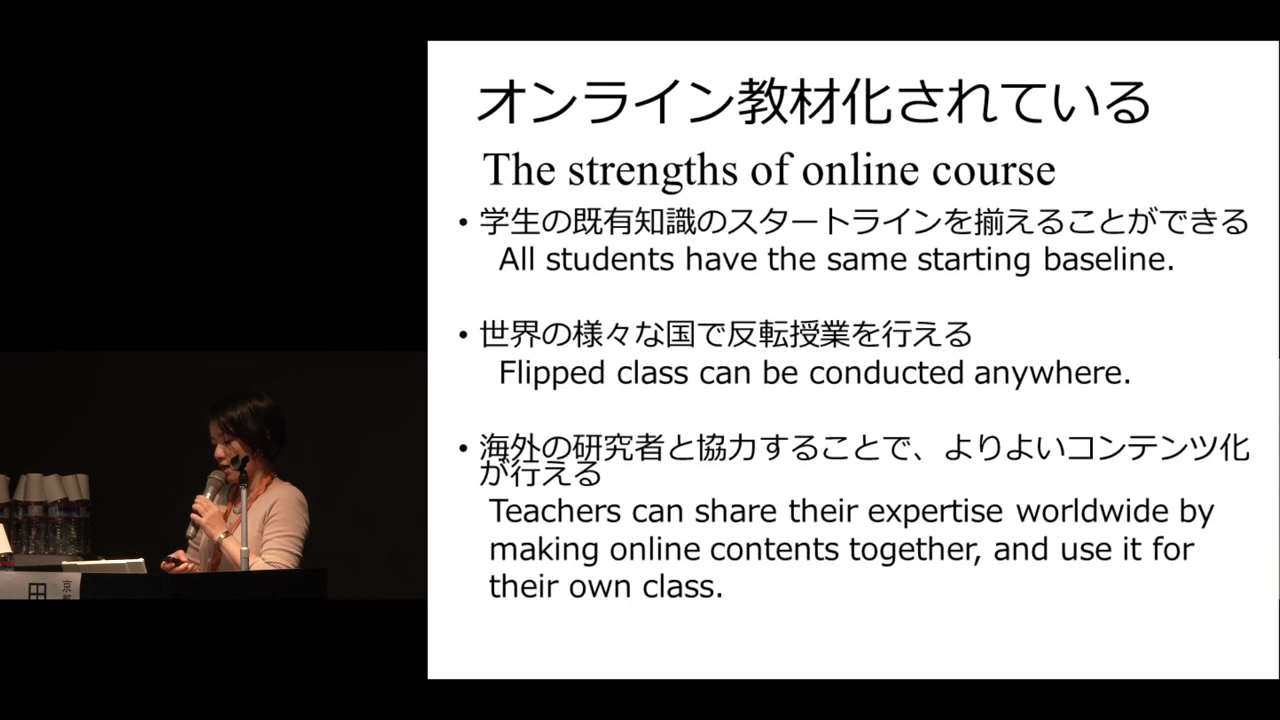 オンライン教材化されている
The strengths of online course
• 学生の既有知識のスタートラインを揃えることができる
All students have the same starting baseline.
• 世界の様々な国で反転授業を行える
Flipped class can be conducted anywhere.
• 海外の研究者と協力することで、よりよいコンテンツ化
が行える
Teachers can share their expertise worldwide by
making online contents together, and use it for
their own class.
田
京都